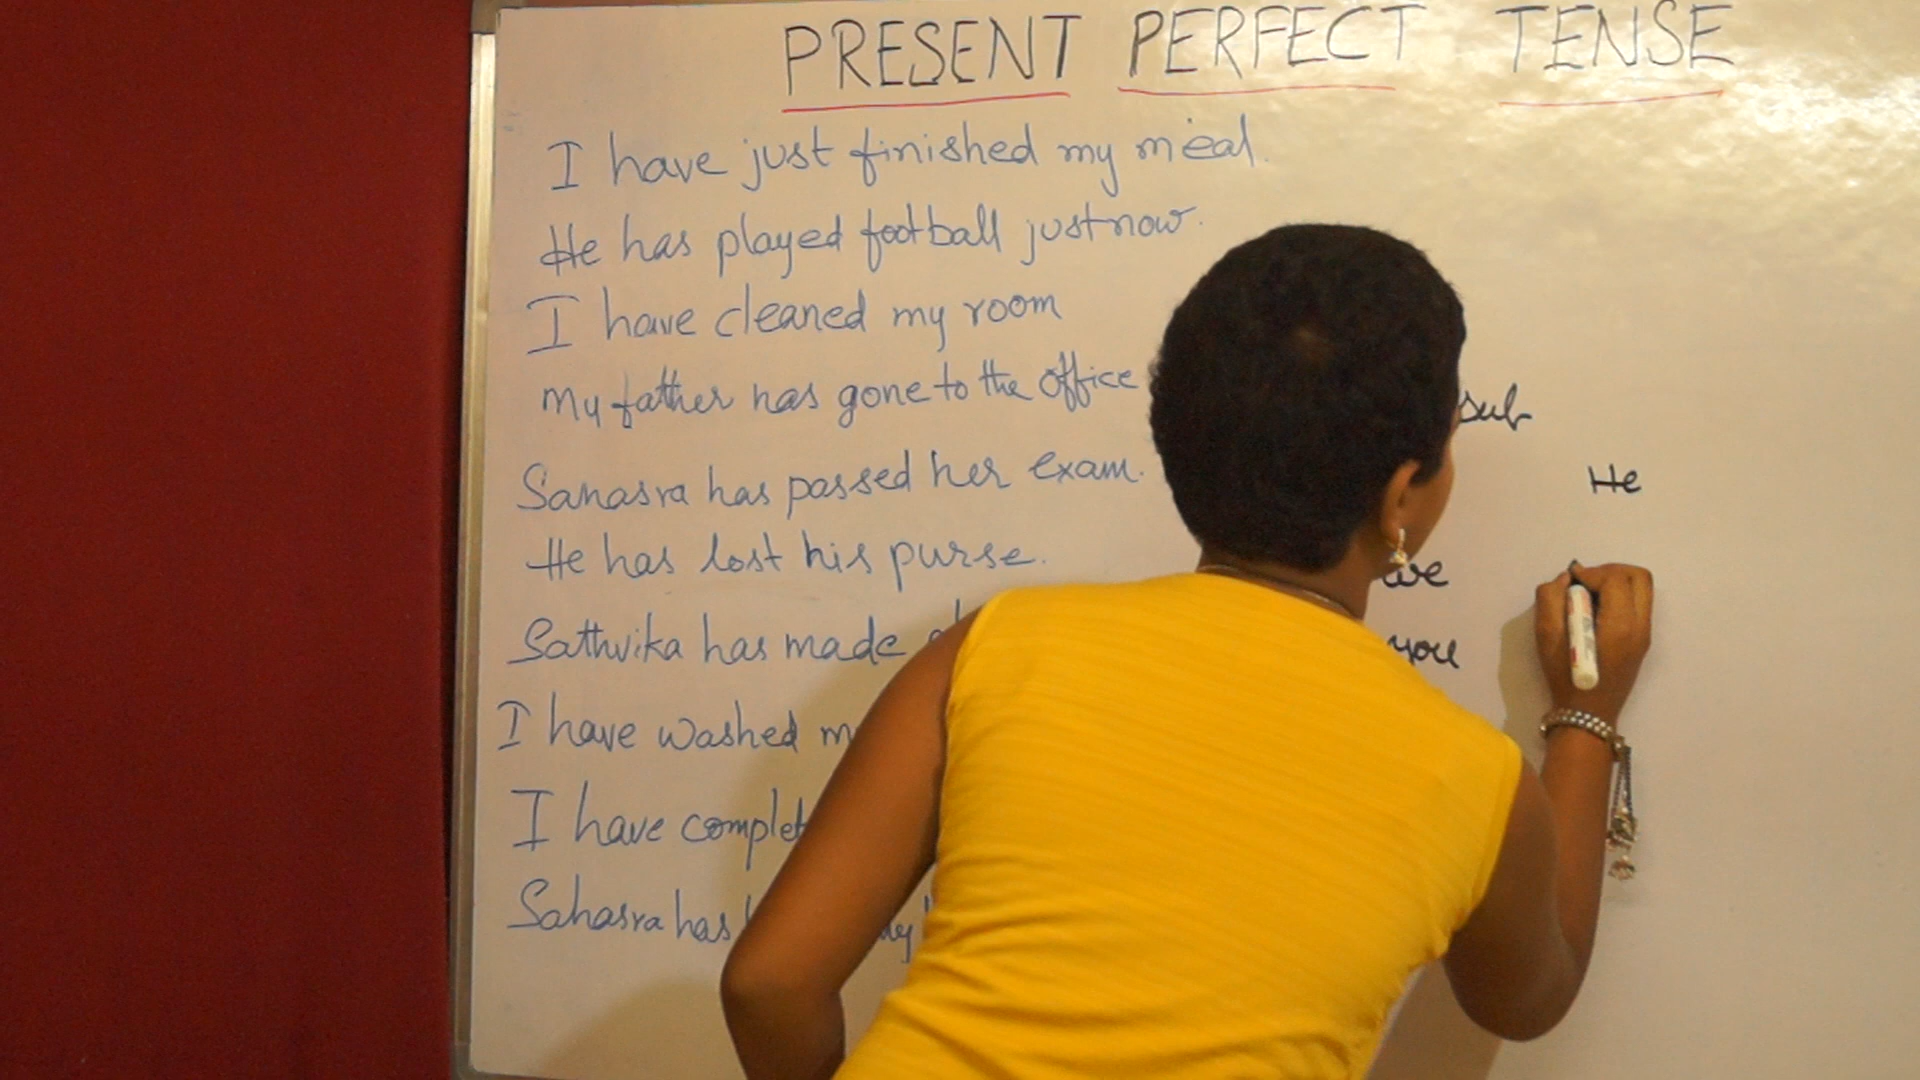 PRESENT PERFECT TENSE
I have just finished my meal.
He has played football just now.
I have cleaned my room
My father has gone to the office
Sahasra has passed her exam.
He has lost his purse.
Sathvika has made
I have washed
I have
Sahasra has
sub
He
we
you